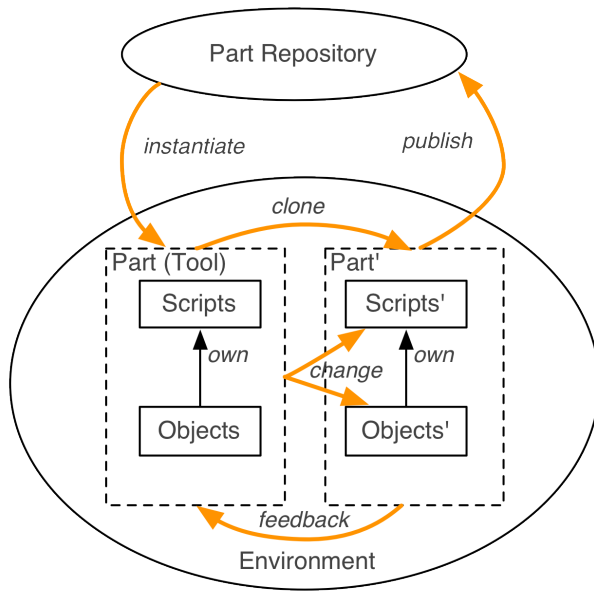 Part Repository
instantiate
publish
clone
Part (Tool)
Part'
Scripts
Scripts'
own
change
own
Objects
Objects'
feedback
Environment